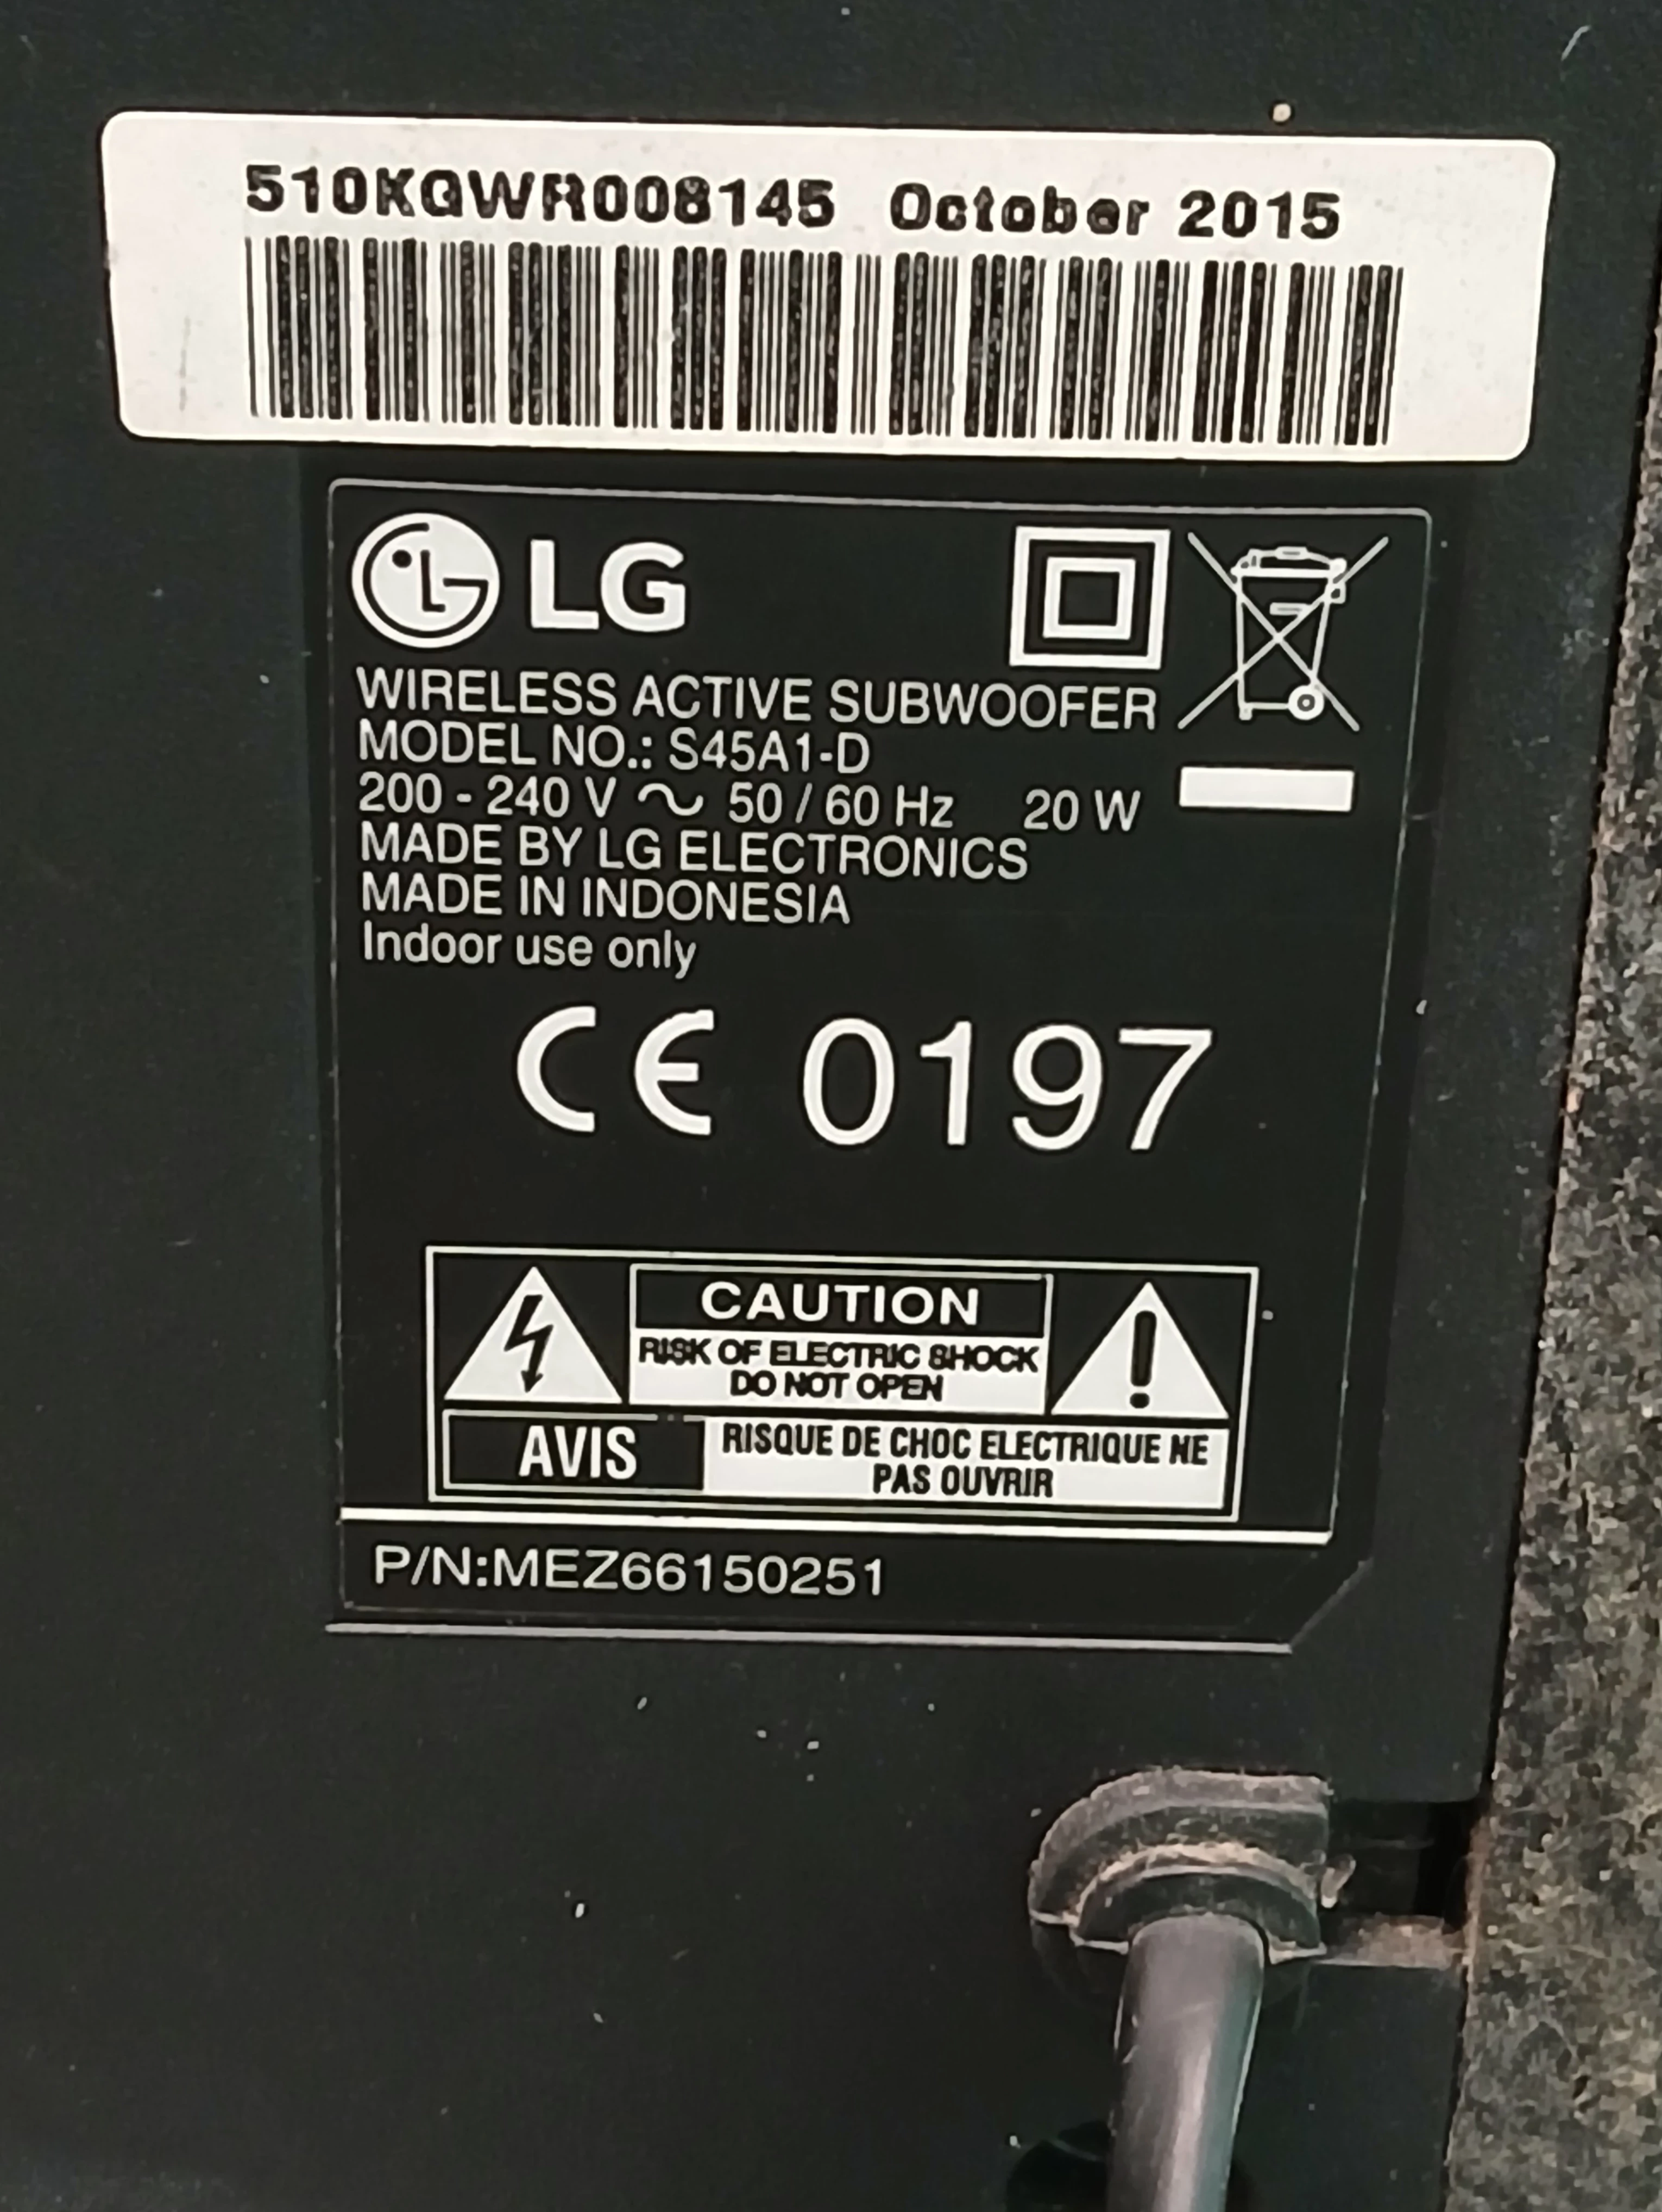 510KGWR008145 October 2015
LG
WIRELESS ACTIVE SUBWOOFER
MODEL NO.: S45A1-D
200 - 240 V ~ 50 / 60 Hz 20 W
MADE BY LG ELECTRONICS
MADE IN INDONESIA
Indoor use only
CE 0197
CAUTION
RISK OF ELECTRIC SHOCK
DO NOT OPEN
AVIS
RISQUE DE CHOC ELECTRIQUE NE
PAS OUVRIR
P/N:MEZ66150251